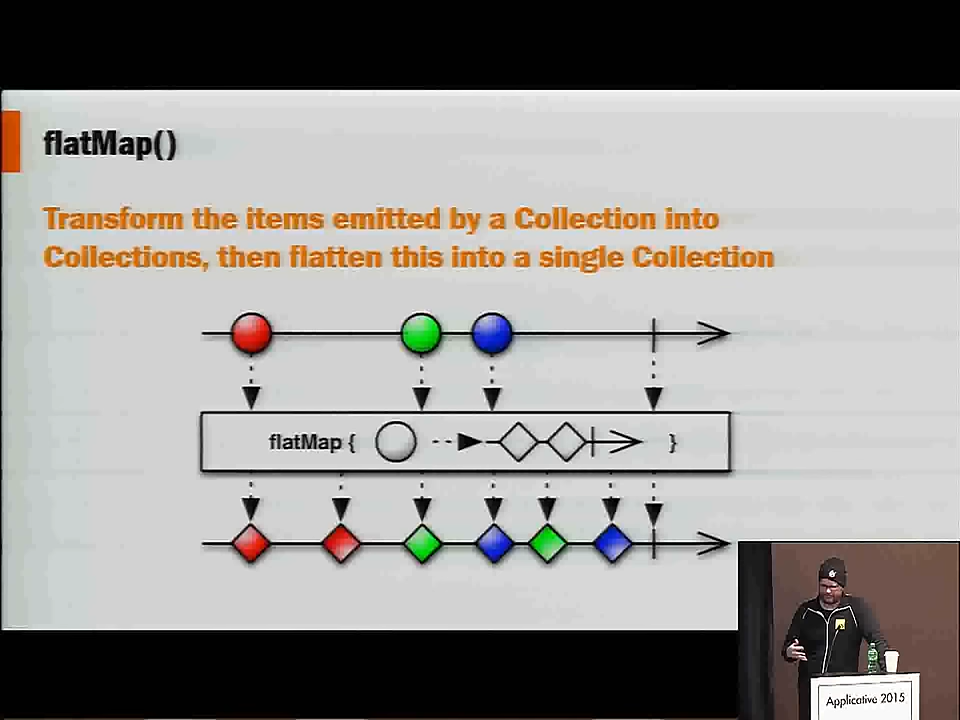 flatMap()
Transform the items emitted by a Collection into
Collections, then flatten this into a single Collection
flatMap { }
Applicative 2015